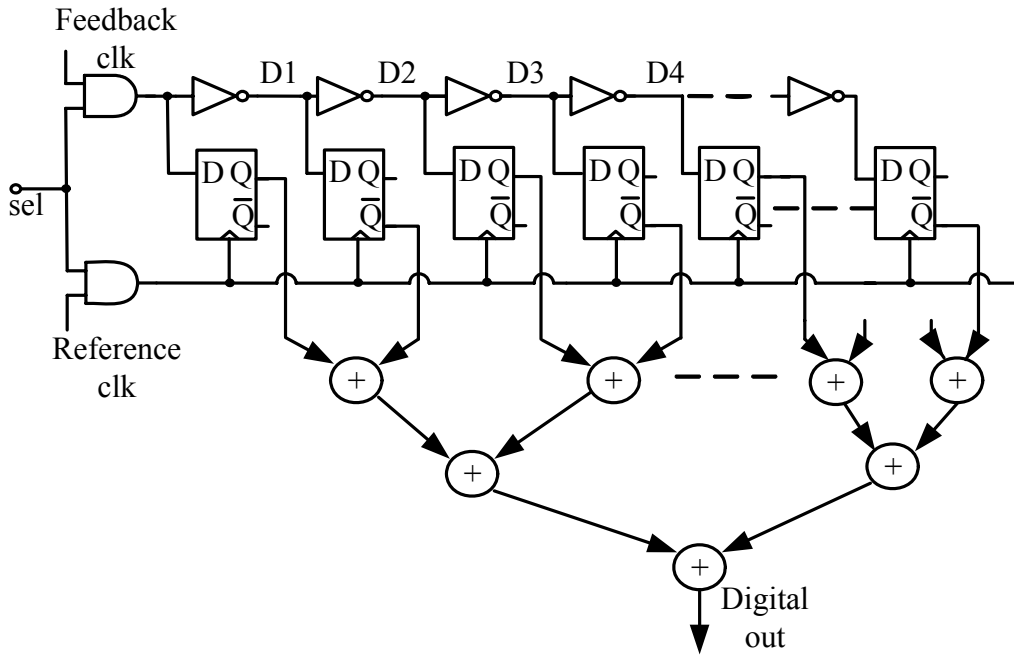 Feedback
clk
D1 D2 D3 D4
D Q D Q D Q D Q D Q D Q
Q̅ Q̅ Q̅ Q̅ Q̅ Q̅
sel
Reference
clk
+ + + +
+ +
+
Digital
out